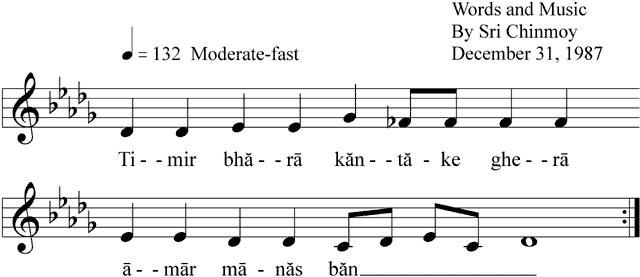 Words and Music
By Sri Chinmoy
= 132 Moderate-fast
December 31, 1987
Ti - - mir bhă - - rā kăn - - tă - ke ghe - - rā
ā - - mār mā - năs băn